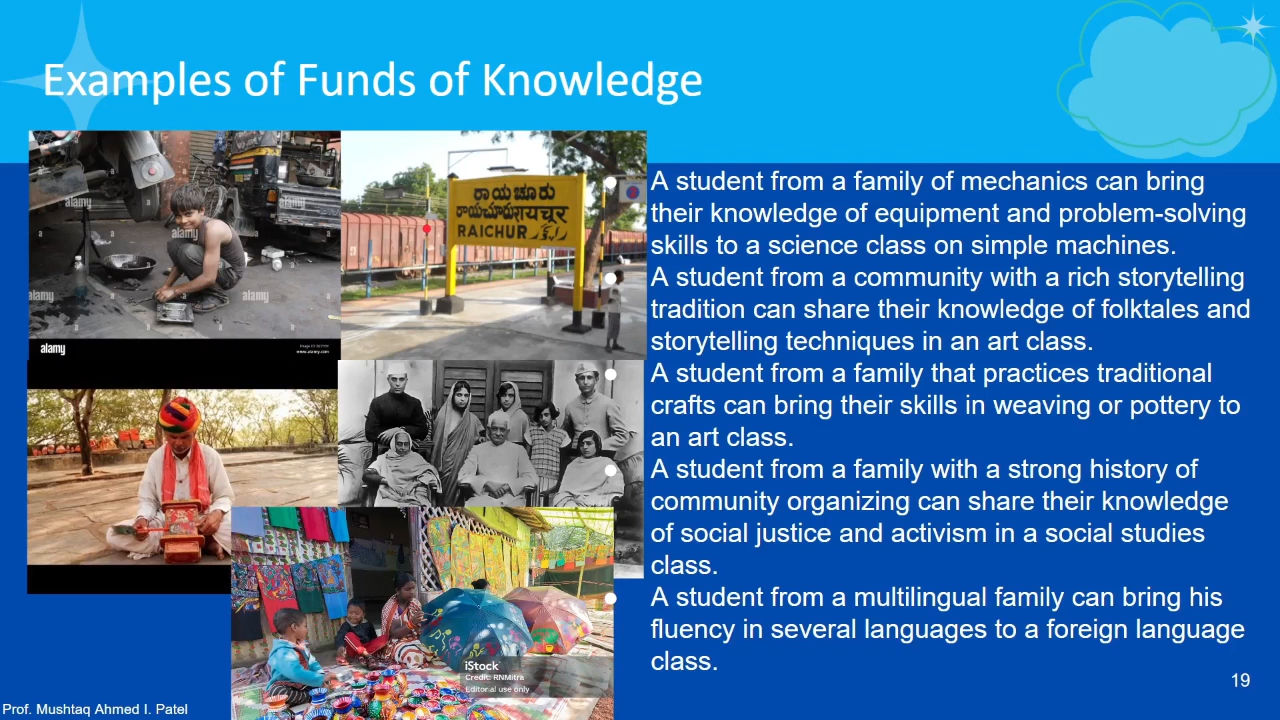 Examples of Funds of Knowledge
alamy
alamy
alamy
alamy
alamy
alamy
www.alamy.com
ರಾಯಚೂರು
रायचूर
RAICHUR
A student from a family of mechanics can bring
their knowledge of equipment and problem-solving
skills to a science class on simple machines.
A student from a community with a rich storytelling
tradition can share their knowledge of folktales and
storytelling techniques in an art class.
A student from a family that practices traditional
crafts can bring their skills in weaving or pottery to
an art class.
A student from a family with a strong history of
community organizing can share their knowledge
of social justice and activism in a social studies
class.
A student from a multilingual family can bring his
fluency in several languages to a foreign language
class.
iStock
Credit: RNMitra
Editorial use only
19
Prof. Mushtaq Ahmed I. Patel